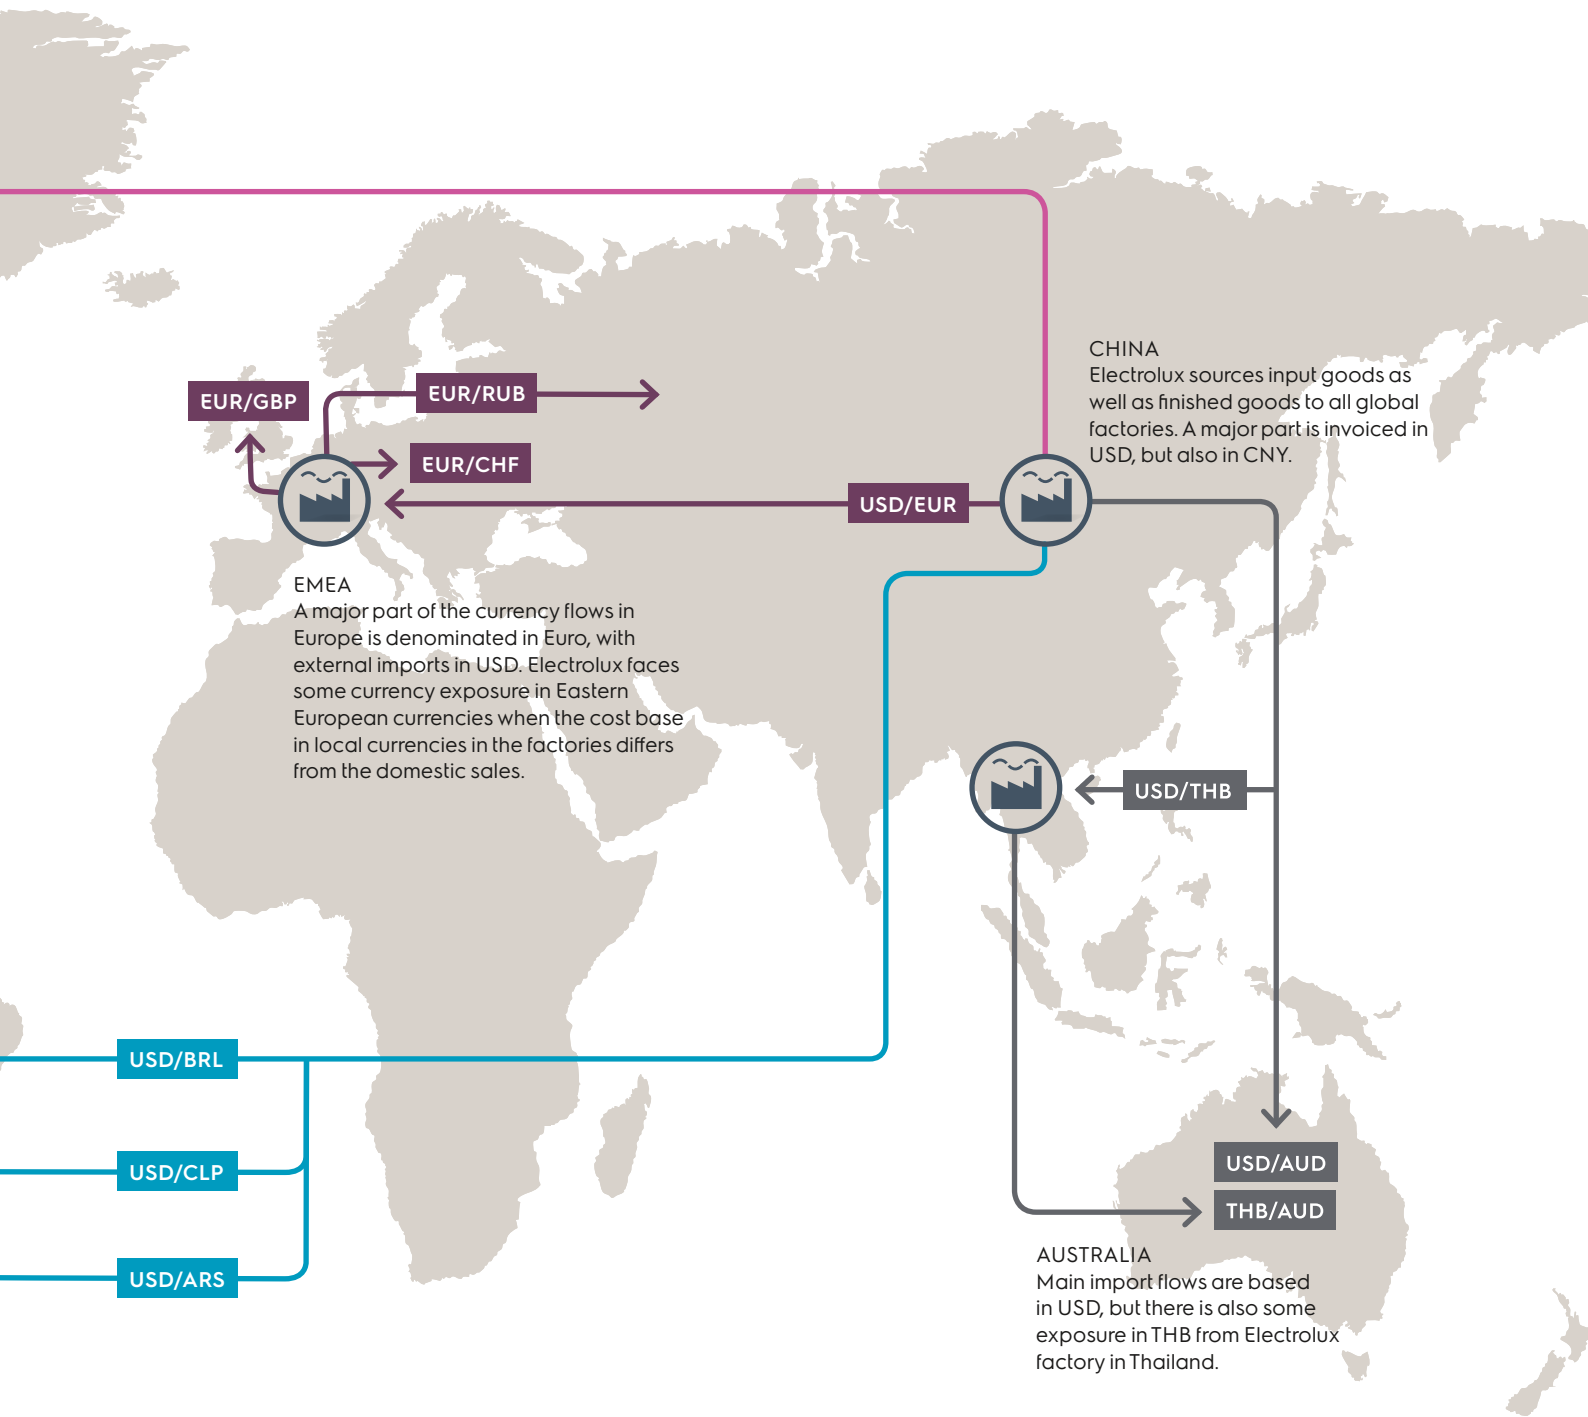 CHINA
Electrolux sources input goods as
well as finished goods to all global
factories. A major part is invoiced in
USD, but also in CNY.
EUR/GBP
EUR/RUB
EUR/CHF
USD/EUR
EMEA
A major part of the currency flows in
Europe is denominated in Euro, with
external imports in USD. Electrolux faces
some currency exposure in Eastern
European currencies when the cost base
in local currencies in the factories differs
from the domestic sales.
USD/THB
USD/BRL
USD/CLP
USD/ARS
USD/AUD
THB/AUD
AUSTRALIA
Main import flows are based
in USD, but there is also some
exposure in THB from Electrolux
factory in Thailand.